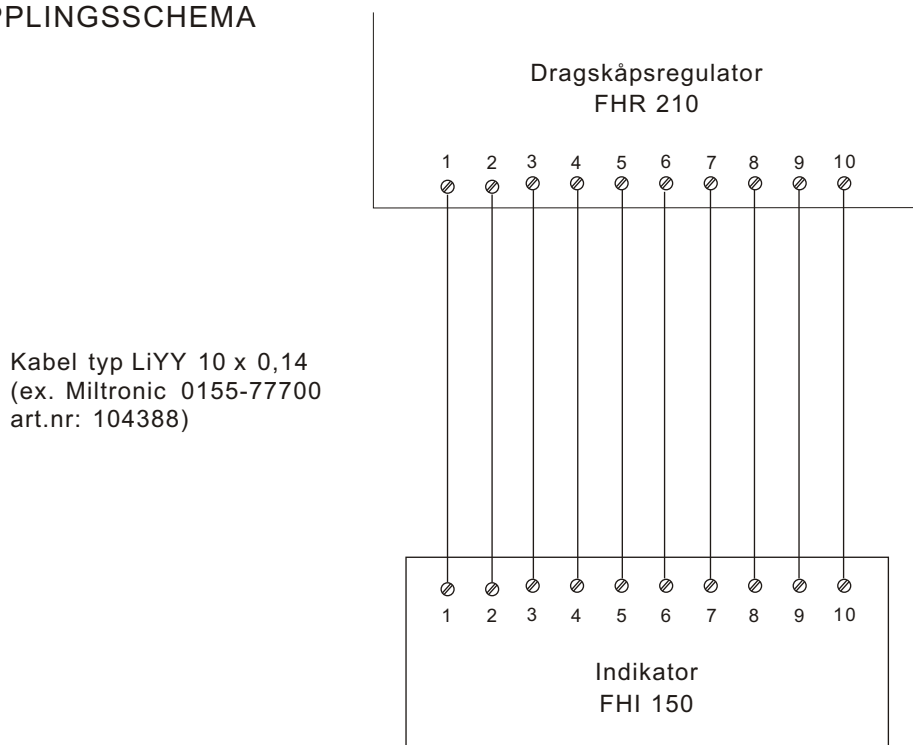 PPLINGSSCHEMA
Dragskåpsregulator
FHR 210
1 2 3 4 5 6 7 8 9 10
Kabel typ LiYY 10 x 0,14
(ex. Miltronic 0155-77700
art.nr: 104388)
1 2 3 4 5 6 7 8 9 10
Indikator
FHI 150